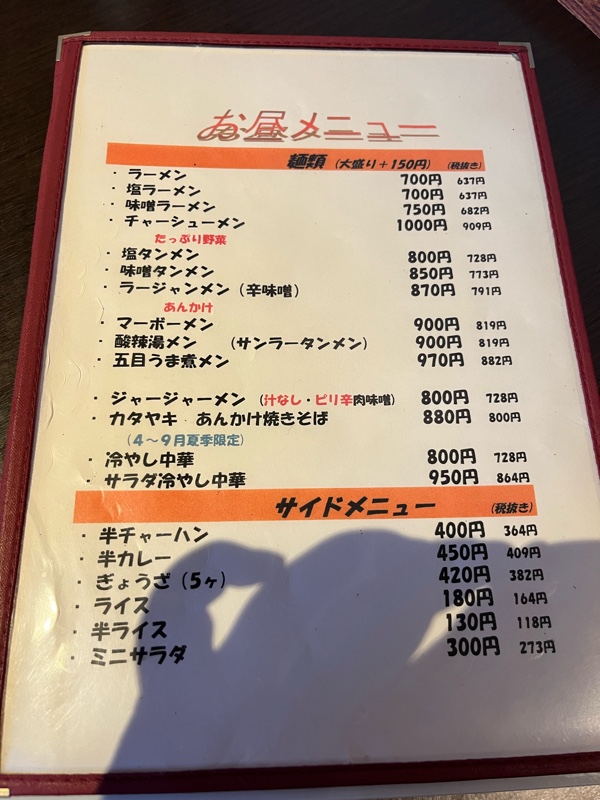 お昼メニュー
麺類 (大盛り+150円) (税抜き)
・ラーメン 700円 637円
・塩ラーメン 700円 637円
・味噌ラーメン 750円 682円
・チャーシューメン 1000円 909円
たっぷり野菜
・塩タンメン 800円 728円
・味噌タンメン 850円 773円
・ラージャンメン (辛味噌) 870円 791円
あんかけ
・マーボーメン 900円 819円
・酸辣湯メン (サンラータンメン) 900円 819円
・五目うま煮メン 970円 882円
・ジャージャーメン (汁なし・ピリ辛肉味噌) 800円 728円
・カタヤキ あんかけ焼きそば 880円 800円
(4〜9月夏季限定)
・冷やし中華 800円 728円
・サラダ冷やし中華 950円 864円
サイドメニュー (税抜き)
・半チャーハン 400円 364円
・半カレー 450円 409円
・ぎょうざ (5ヶ) 420円 382円
・ライス 180円 164円
・半ライス 130円 118円
・ミニサラダ 300円 273円